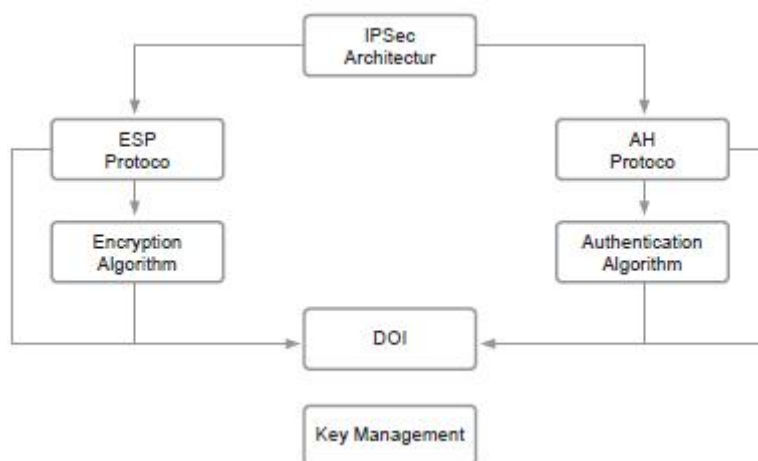 IPSec
Architectur
ESP
Protoco
AH
Protoco
Encryption
Algorithm
Authentication
Algorithm
DOI
Key Management